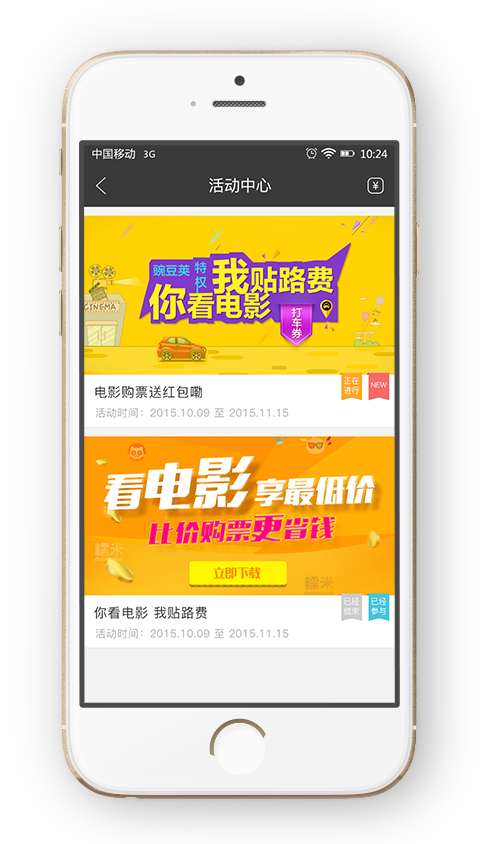 中国移动 3G 10:24
活动中心 ¥
豌豆荚 特权 我贴路费
你看电影
打车券
CINEMA
电影购票送红包嘞
正在进行
NEW
活动时间：2015.10.09 至 2015.11.15
看电影享最低价
比价购票更省钱
糯米
立即下载
糯米
你看电影 我贴路费
已经结束
已经参与
活动时间：2015.10.09 至 2015.11.15